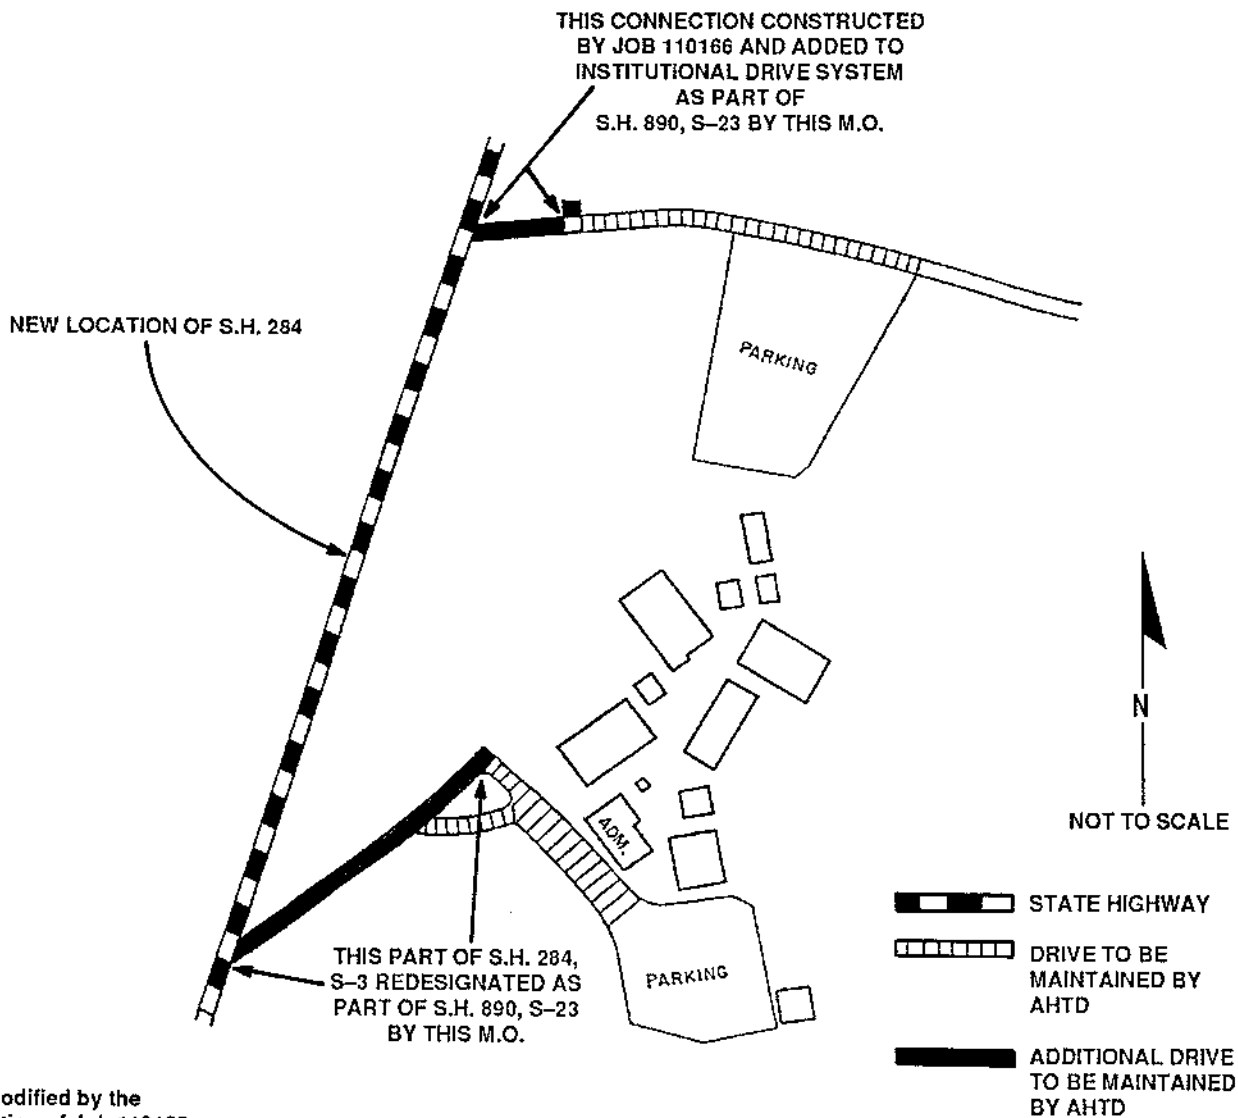 THIS CONNECTION CONSTRUCTED
BY JOB 110166 AND ADDED TO
INSTITUTIONAL DRIVE SYSTEM
AS PART OF
S.H. 890, S-23 BY THIS M.O.
NEW LOCATION OF S.H. 284
PARKING
N
NOT TO SCALE
ADM.
PARKING
THIS PART OF S.H. 284,
S-3 REDESIGNATED AS
PART OF S.H. 890, S-23
BY THIS M.O.
STATE HIGHWAY
DRIVE TO BE
MAINTAINED BY
AHTD
ADDITIONAL DRIVE
TO BE MAINTAINED
BY AHTD
odified by the